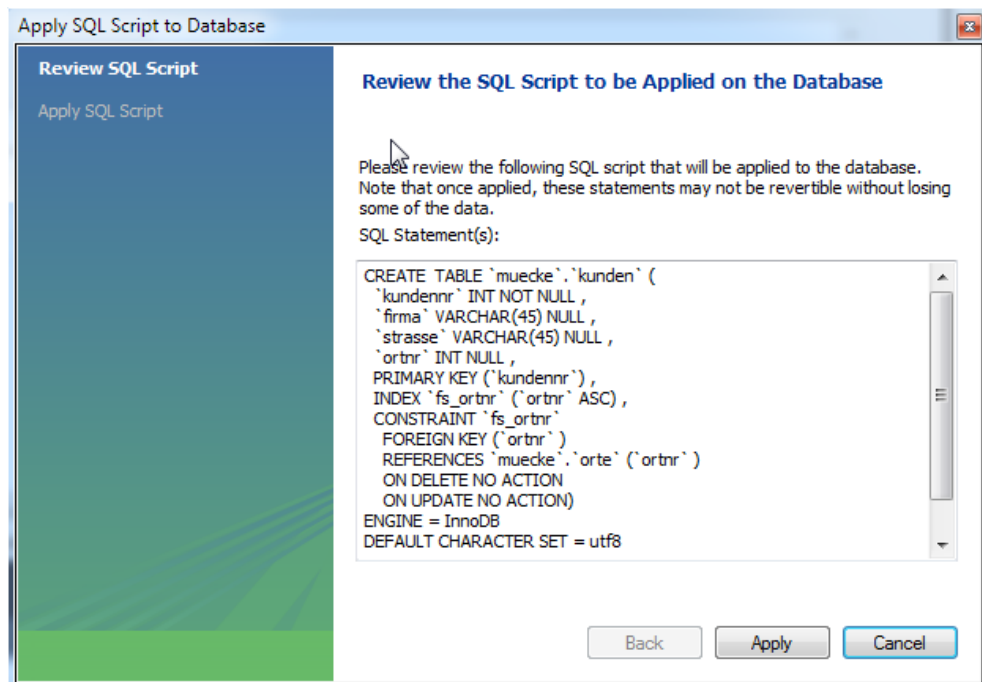 Apply SQL Script to Database
Review SQL Script
Apply SQL Script
Review the SQL Script to be Applied on the Database
Please review the following SQL script that will be applied to the database.
Note that once applied, these statements may not be revertible without losing
some of the data.
SQL Statement(s):
CREATE  TABLE `muecke`.`kunden` (
  `kundennr` INT NOT NULL ,
  `firma` VARCHAR(45) NULL ,
  `strasse` VARCHAR(45) NULL ,
  `ortnr` INT NULL ,
  PRIMARY KEY (`kundennr`) ,
  INDEX `fs_ortnr` (`ortnr` ASC) ,
  CONSTRAINT `fs_ortnr`
    FOREIGN KEY (`ortnr` )
    REFERENCES `muecke`.`orte` (`ortnr` )
    ON DELETE NO ACTION
    ON UPDATE NO ACTION)
ENGINE = InnoDB
DEFAULT CHARACTER SET = utf8
Back
Apply
Cancel